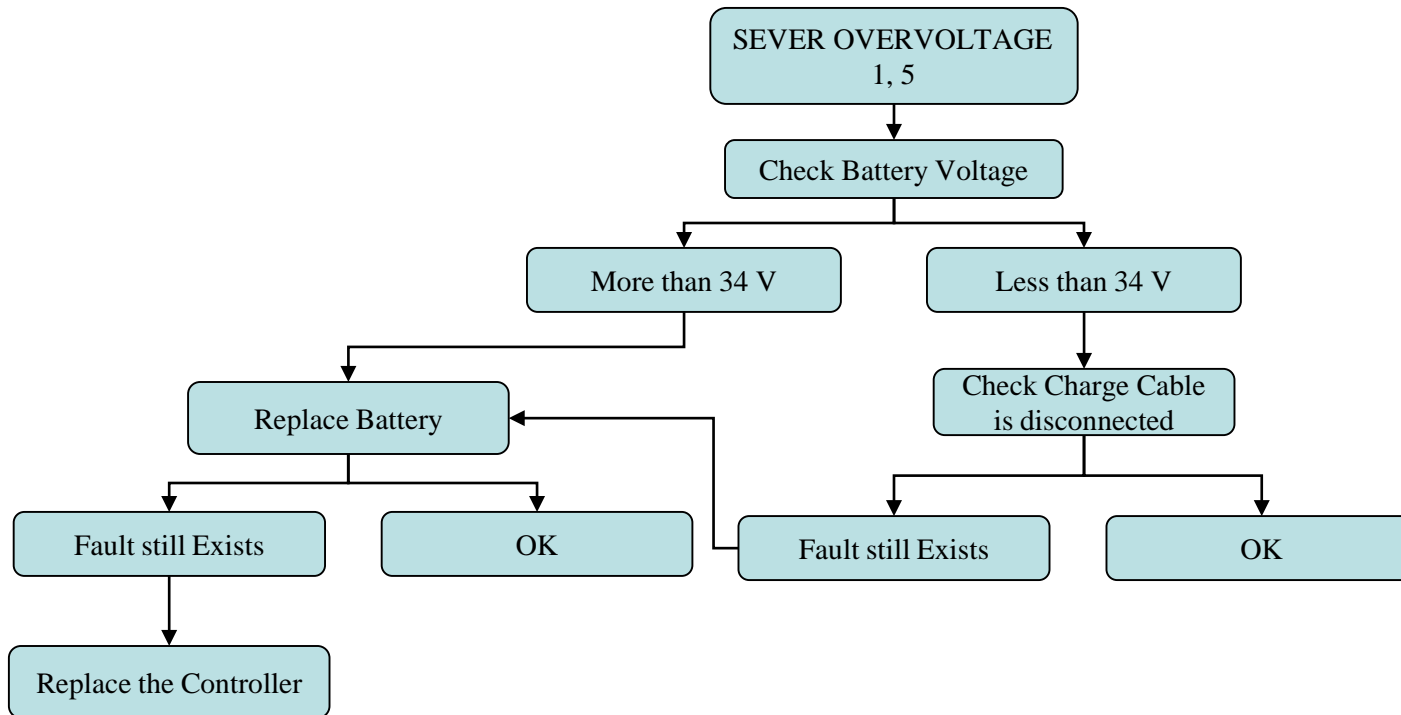 SEVER OVERVOLTAGE
1, 5
Check Battery Voltage
More than 34 V
Less than 34 V
Replace Battery
Check Charge Cable
is disconnected
Fault still Exists
OK
Fault still Exists
OK
Replace the Controller